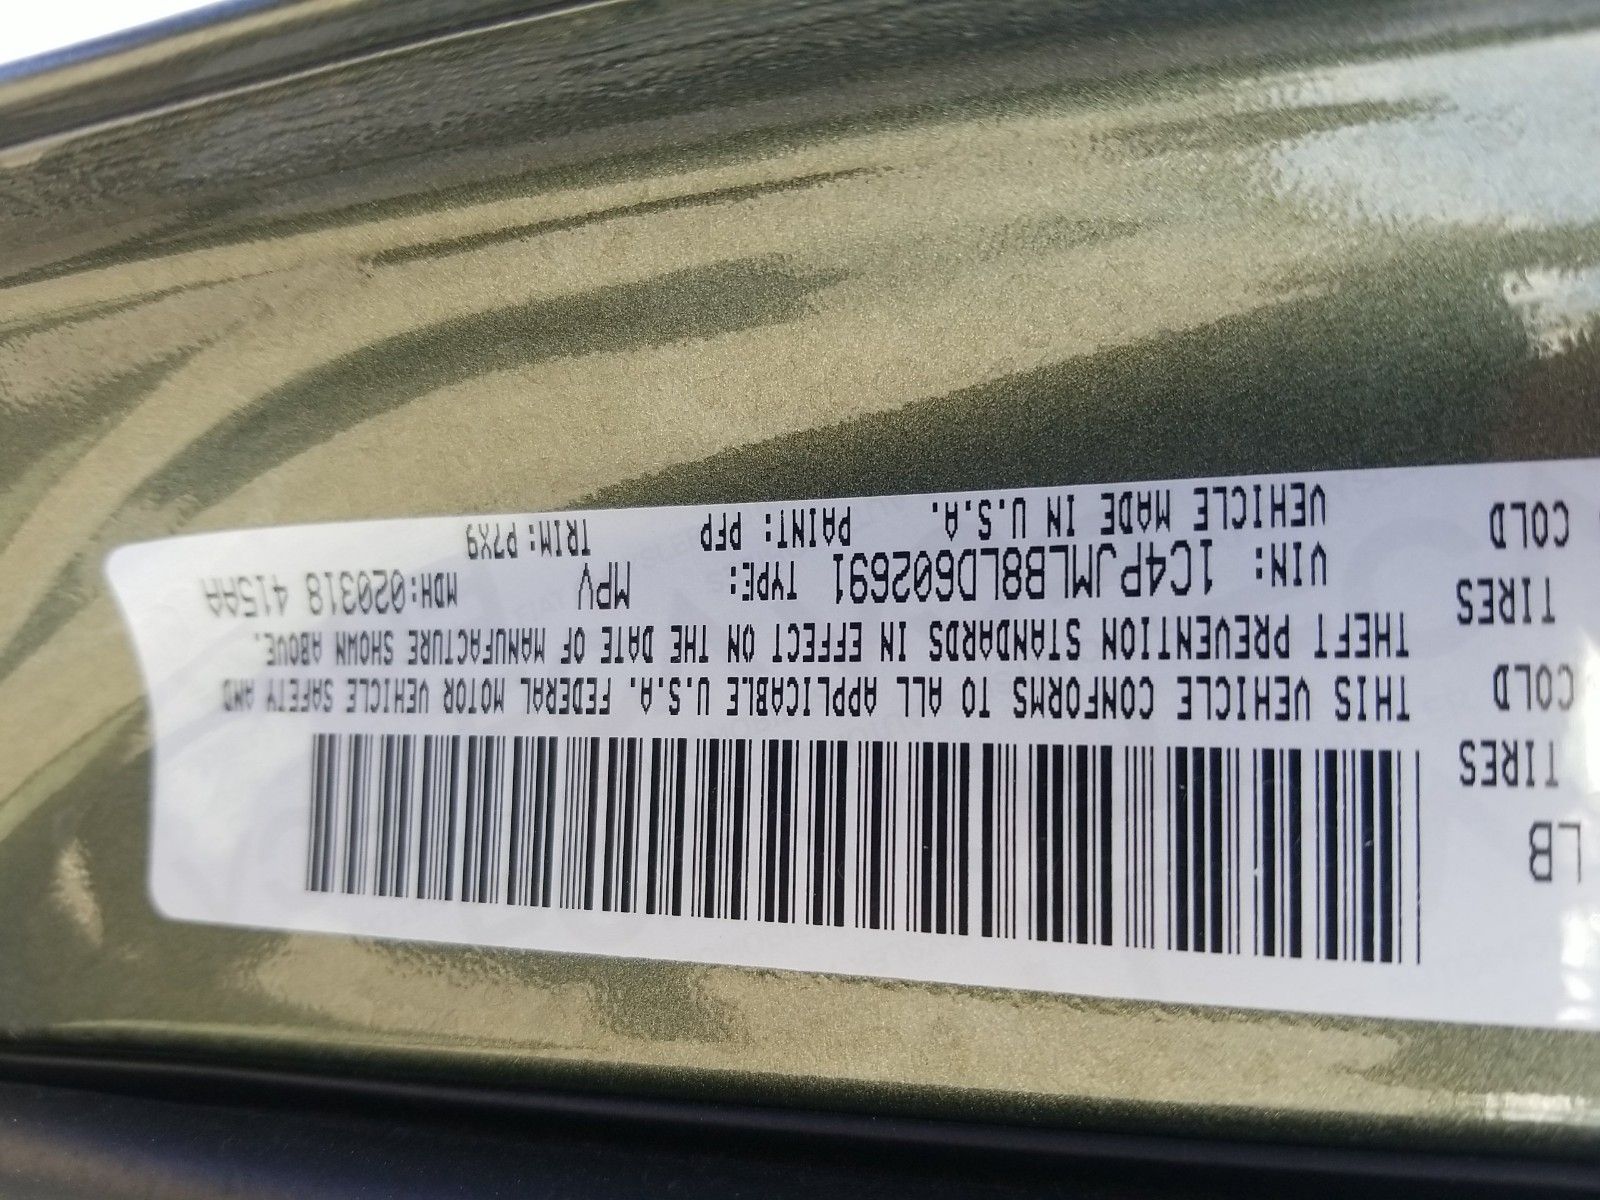 LB
TIRES
COLD
TIRES
COLD
THIS VEHICLE CONFORMS TO ALL APPLICABLE U.S.A. FEDERAL MOTOR VEHICLE SAFETY AND
THEFT PREVENTION STANDARDS IN EFFECT ON THE DATE OF MANUFACTURE SHOWN ABOVE.
VIN: 1C4PJMLB8LD602691 TYPE: MPV MDH:020318 415AA
VEHICLE MADE IN U.S.A. PAINT: PFP TRIM: P7X9